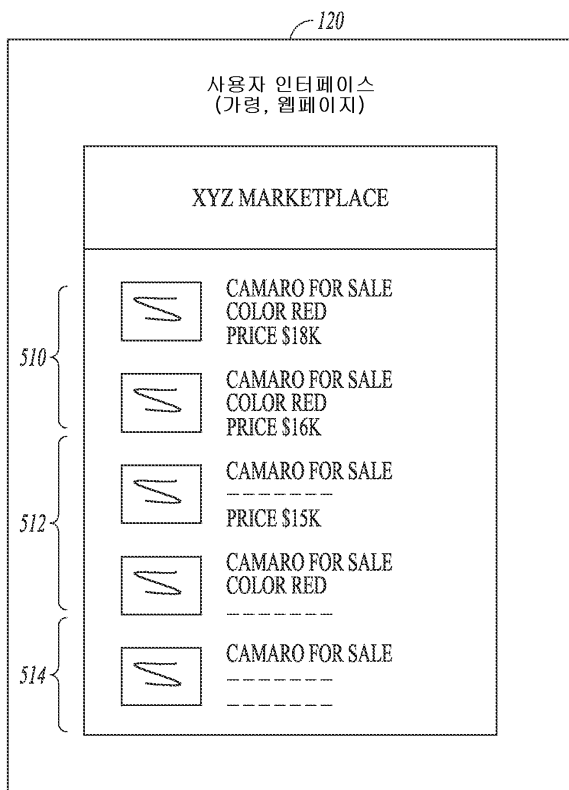 120
사용자 인터페이스
(가령, 웹페이지)
XYZ MARKETPLACE
510
CAMARO FOR SALE
COLOR RED
PRICE $18K
CAMARO FOR SALE
COLOR RED
PRICE $16K
512
CAMARO FOR SALE
PRICE $15K
CAMARO FOR SALE
COLOR RED
514
CAMARO FOR SALE